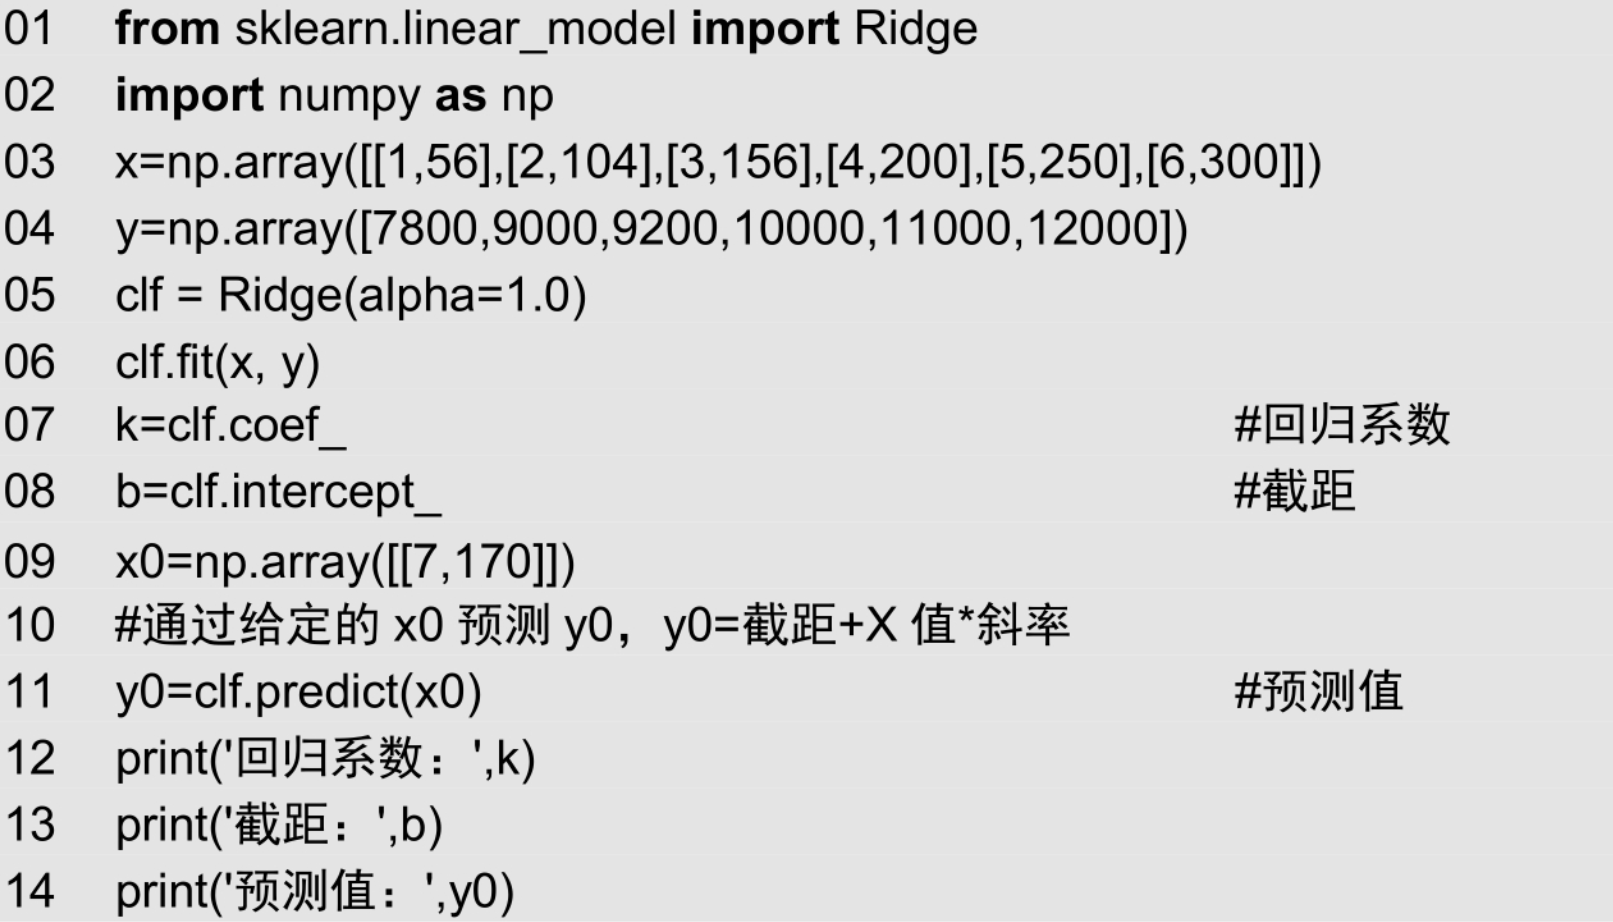 01 from sklearn.linear_model import Ridge
02 import numpy as np
03 x=np.array([[1,56],[2,104],[3,156],[4,200],[5,250],[6,300]])
04 y=np.array([7800,9000,9200,10000,11000,12000])
05 clf = Ridge(alpha=1.0)
06 clf.fit(x, y)
07 k=clf.coef_ #回归系数
08 b=clf.intercept_ #截距
09 x0=np.array([[7,170]])
10 #通过给定的 x0 预测 y0，y0=截距+X 值*斜率
11 y0=clf.predict(x0) #预测值
12 print('回归系数：',k)
13 print('截距：',b)
14 print('预测值：',y0)